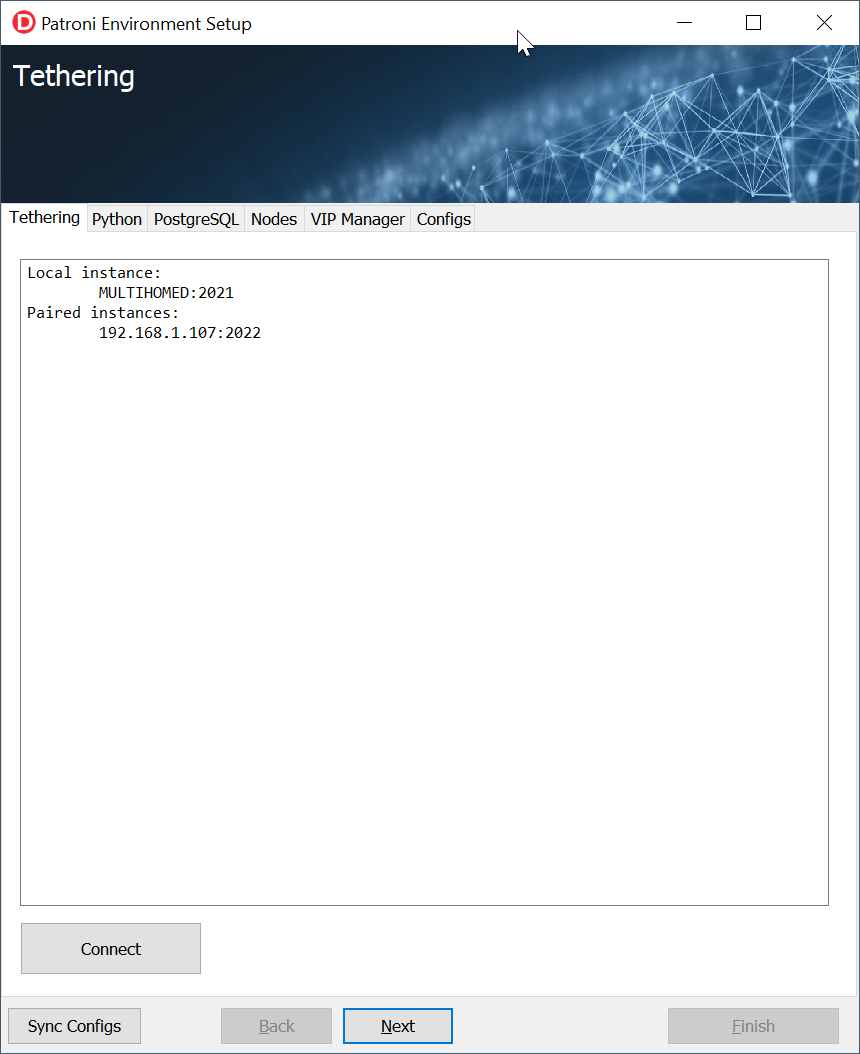 Patroni Environment Setup
Tethering
Tethering Python PostgreSQL Nodes VIP Manager Configs
Local instance:
MULTIHOMED:2021
Paired instances:
192.168.1.107:2022
Connect
Sync Configs Back Next Finish